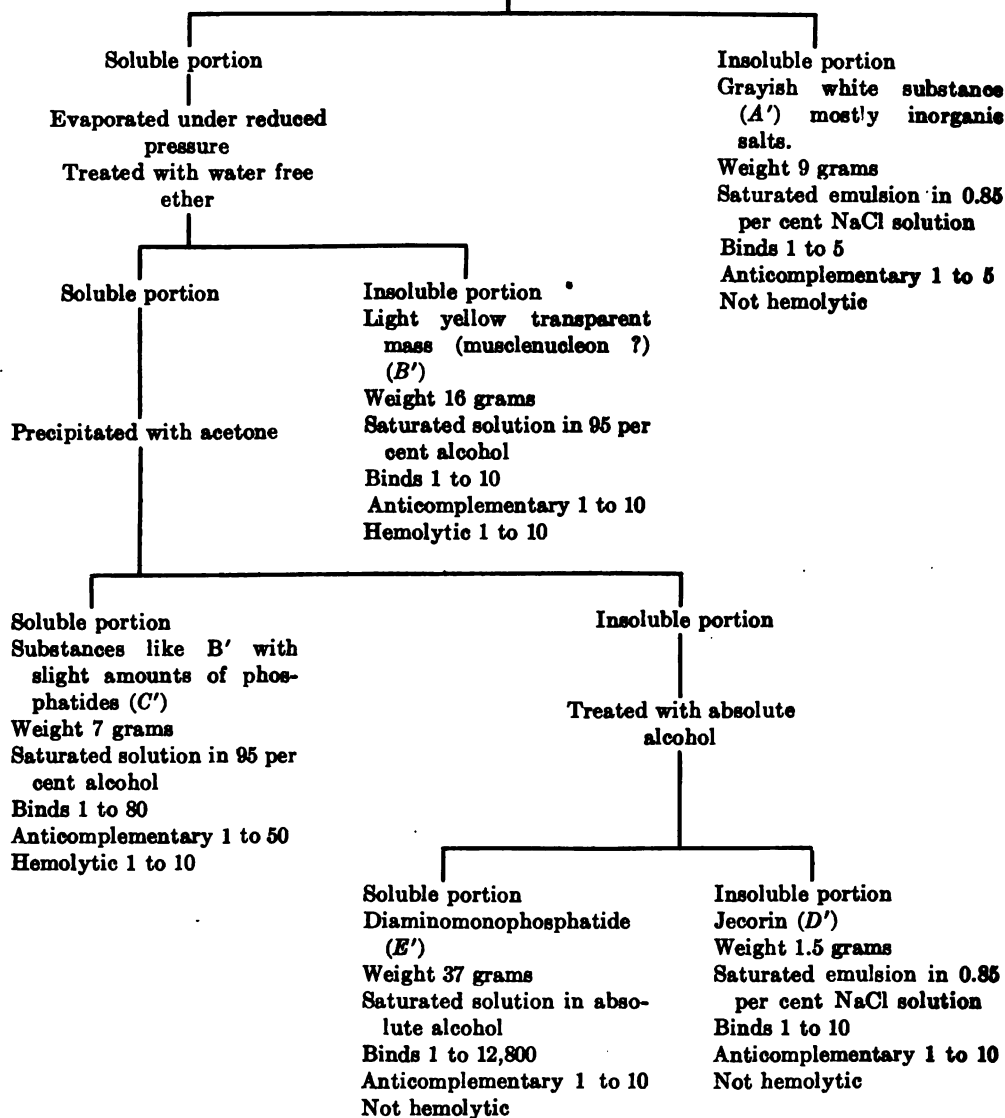 Soluble portion
Evaporated under reduced
pressure
Treated with water free
ether
Insoluble portion
Grayish white substance
(A′) mostly inorganic
salts.
Weight 9 grams
Saturated emulsion in 0.85
per cent NaCl solution
Binds 1 to 5
Anticomplementary 1 to 5
Not hemolytic
Soluble portion
Precipitated with acetone
Insoluble portion
Light yellow transparent
mass (musclenucleon ?)
(B′)
Weight 16 grams
Saturated solution in 95 per
cent alcohol
Binds 1 to 10
Anticomplementary 1 to 10
Hemolytic 1 to 10
Soluble portion
Substances like B′ with
slight amounts of phos-
phatides (C′)
Weight 7 grams
Saturated solution in 95 per
cent alcohol
Binds 1 to 80
Anticomplementary 1 to 50
Hemolytic 1 to 10
Insoluble portion
Treated with absolute
alcohol
Soluble portion
Diaminomonophosphatide
(E′)
Weight 37 grams
Saturated solution in abso-
lute alcohol
Binds 1 to 12,800
Anticomplementary 1 to 10
Not hemolytic
Insoluble portion
Jecorin (D′)
Weight 1.5 grams
Saturated emulsion in 0.85
per cent NaCl solution
Binds 1 to 10
Anticomplementary 1 to 10
Not hemolytic